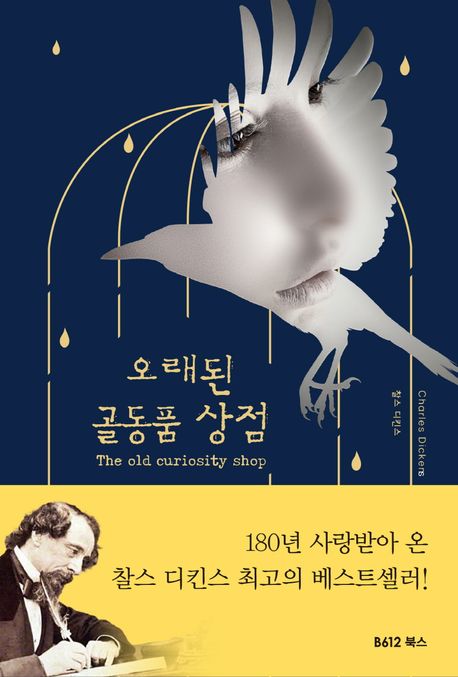 오래된
골동품 상점
The old curiosity shop
찰스 디킨스
Charles Dickens
180년 사랑받아 온
찰스 디킨스 최고의 베스트셀러!
B612 북스